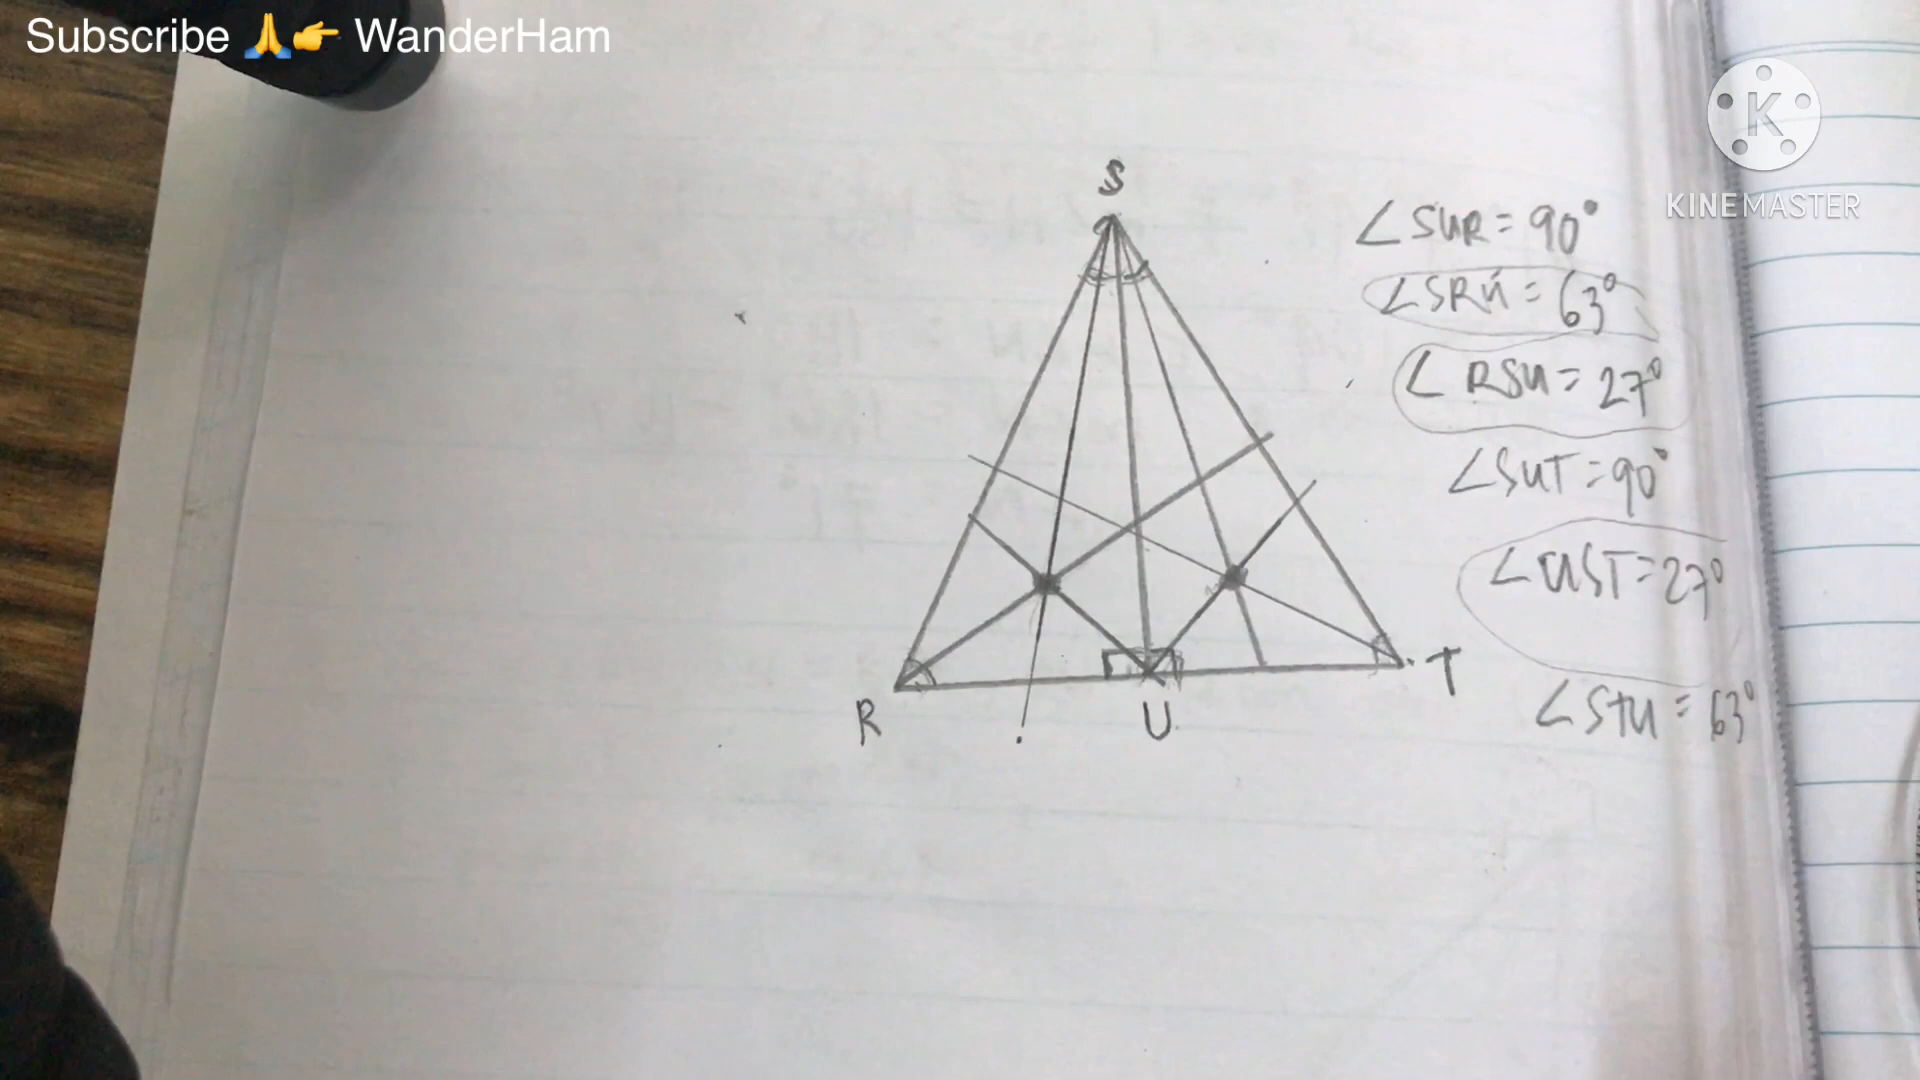 Subscribe 🙏👉 WanderHam
K
KINEMASTER
S
∠SUR = 90°
∠SRU = 63°
∠RSU = 27°
∠SUT = 90°
∠UST = 27°
∠STU = 63°
R
U
T